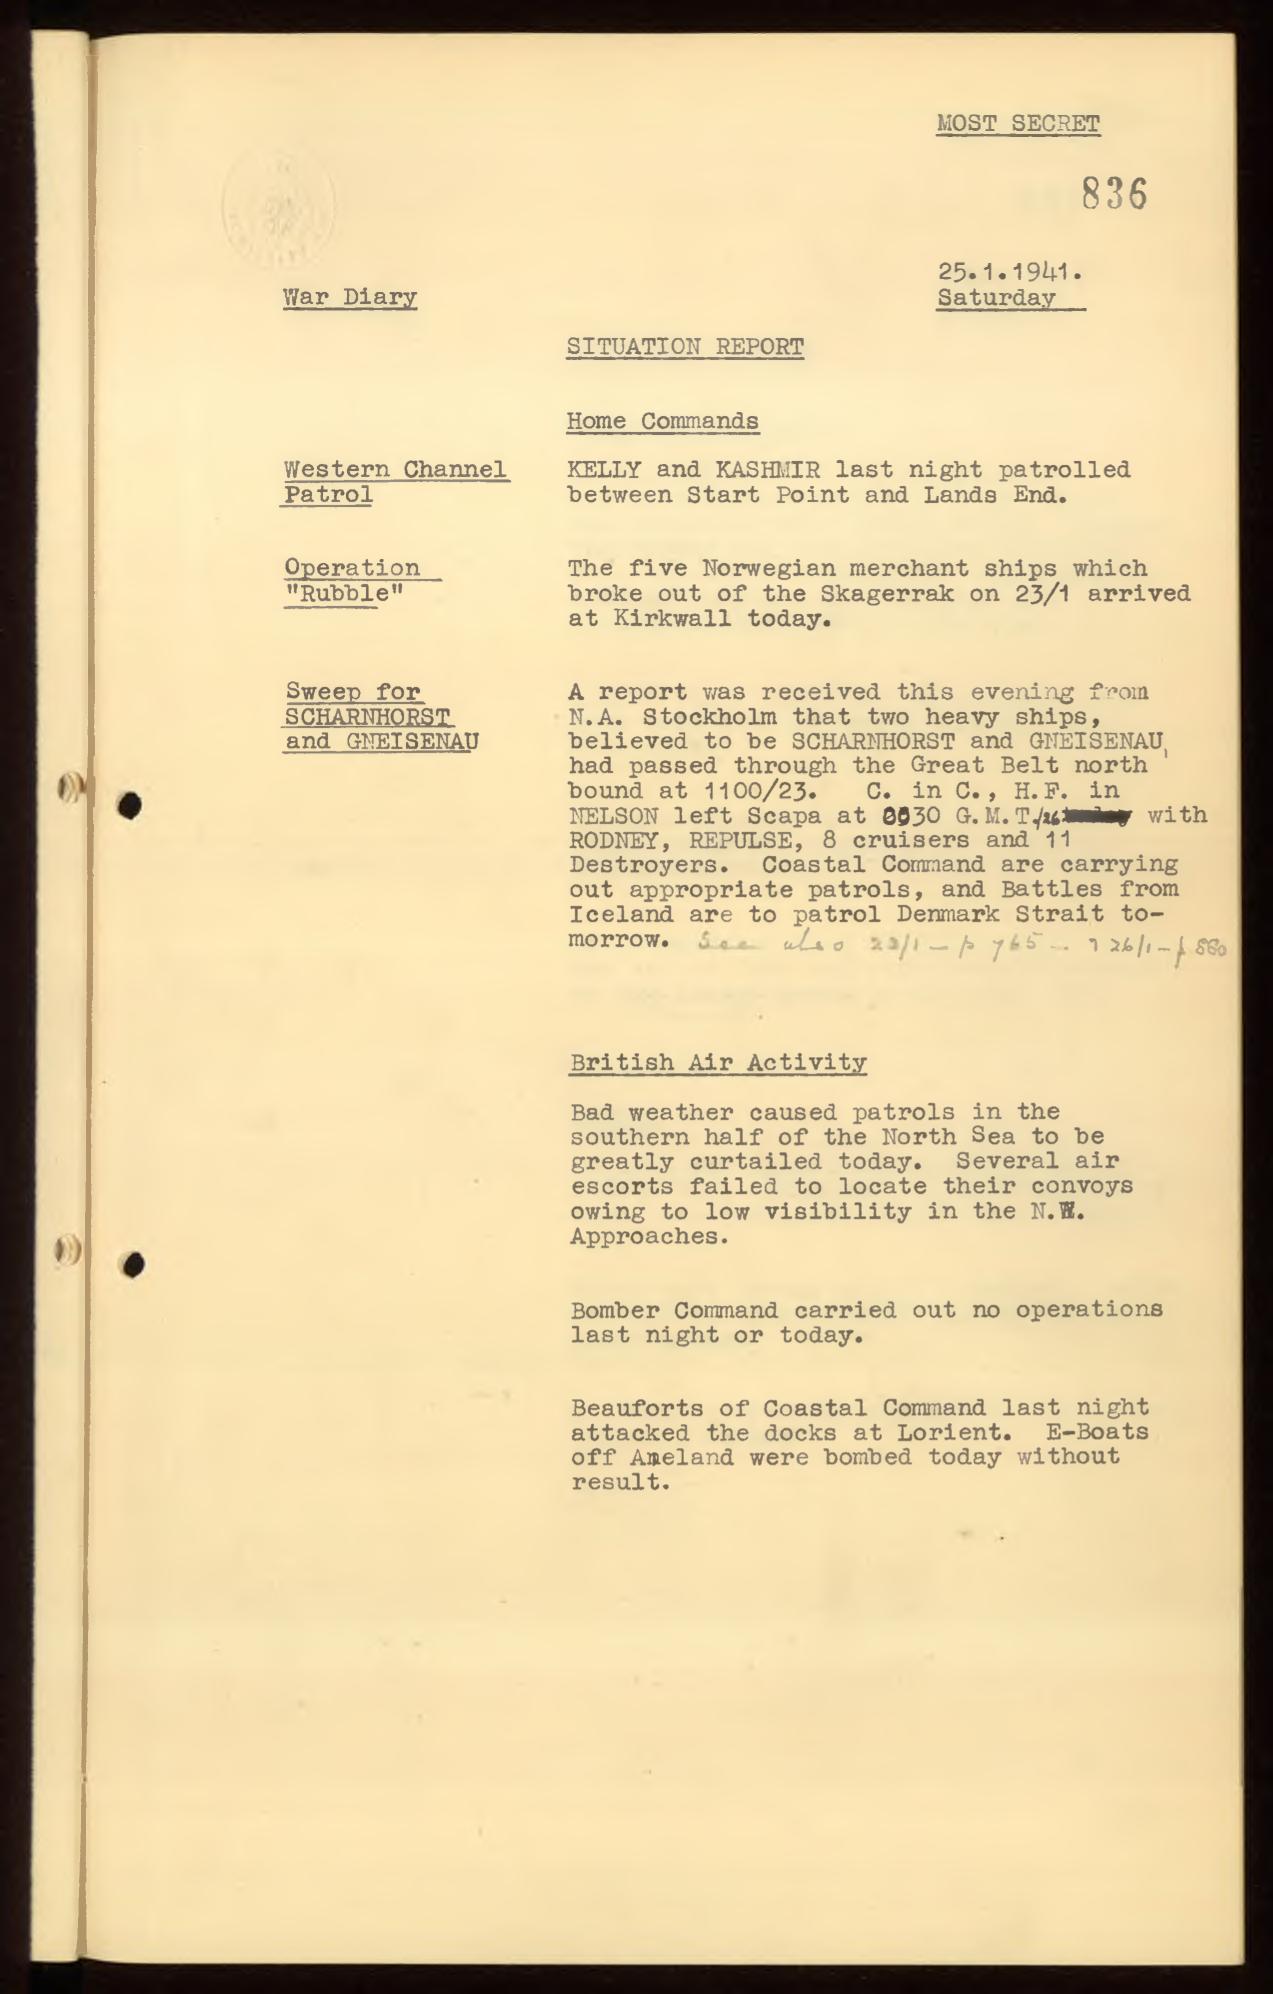 MOST SECRET
836
25.1.1941.
Saturday
War Diary
SITUATION REPORT
Home Commands
Western Channel
Patrol
KELLY and KASHMIR last night patrolled
between Start Point and Lands End.
Operation
"Rubble"
The five Norwegian merchant ships which
broke out of the Skagerrak on 23/1 arrived
at Kirkwall today.
Sweep for
SCHARNHORST
and GNEISENAU
A report was received this evening from
N.A. Stockholm that two heavy ships,
believed to be SCHARNHORST and GNEISENAU,
had passed through the Great Belt north
bound at 1100/23. C. in C., H.F. in
NELSON left Scapa at 0030 G.M.T./26 with
RODNEY, REPULSE, 8 cruisers and 11
Destroyers. Coastal Command are carrying
out appropriate patrols, and Battles from
Iceland are to patrol Denmark Strait to-
morrow. See also 23/1 - p 765 - 26/1 - p 880
British Air Activity
Bad weather caused patrols in the
southern half of the North Sea to be
greatly curtailed today. Several air
escorts failed to locate their convoys
owing to low visibility in the N.W.
Approaches.
Bomber Command carried out no operations
last night or today.
Beauforts of Coastal Command last night
attacked the docks at Lorient. E-Boats
off Ameland were bombed today without
result.